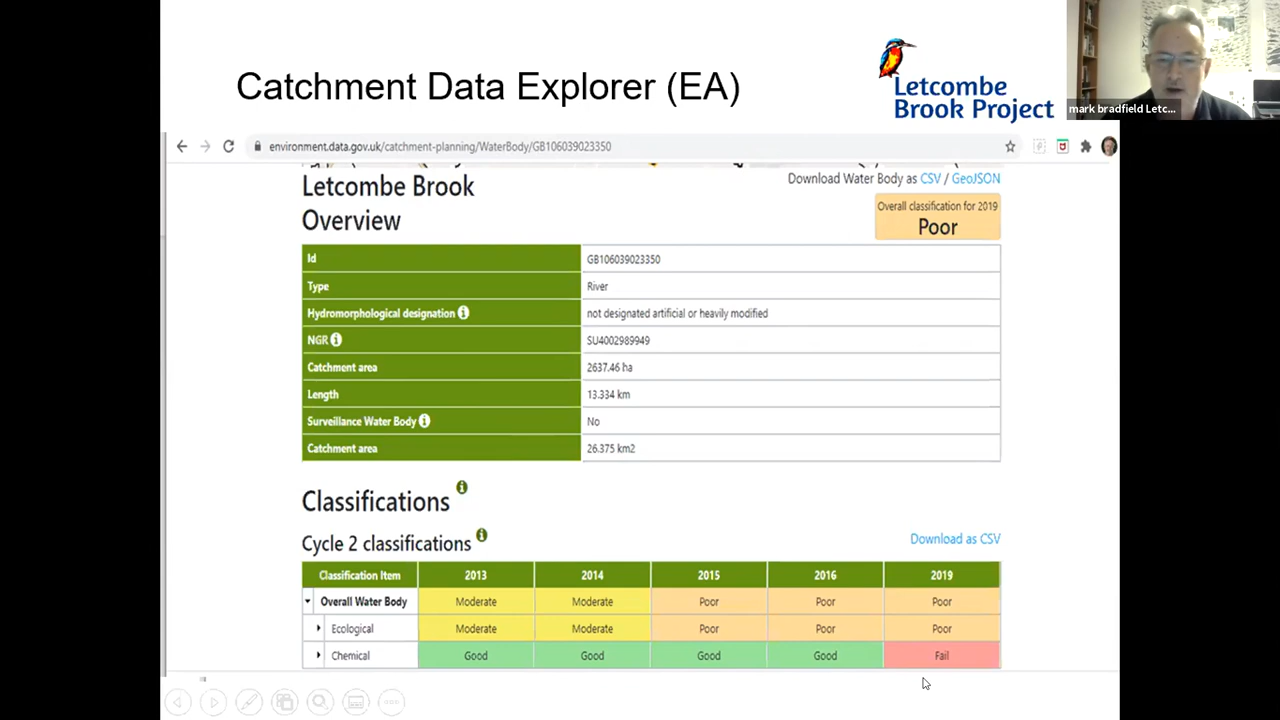 Catchment Data Explorer (EA)
Letcombe
Brook Project
mark bradfield Letc...
environment.data.gov.uk/catchment-planning/WaterBody/GB106039023350
Letcombe Brook
Download Water Body as CSV / GeoJSON
Overview
Overall classification for 2019
Poor
Id GB106039023350
Type River
Hydromorphological designation not designated artificial or heavily modified
NGR SU4002989949
Catchment area 2637.46 ha
Length 13.334 km
Surveillance Water Body No
Catchment area 26.375 km2
Classifications
Cycle 2 classifications
Download as CSV
Classification Item 2013 2014 2015 2016 2019
Overall Water Body Moderate Moderate Poor Poor Poor
Ecological Moderate Moderate Poor Poor Poor
Chemical Good Good Good Good Fail